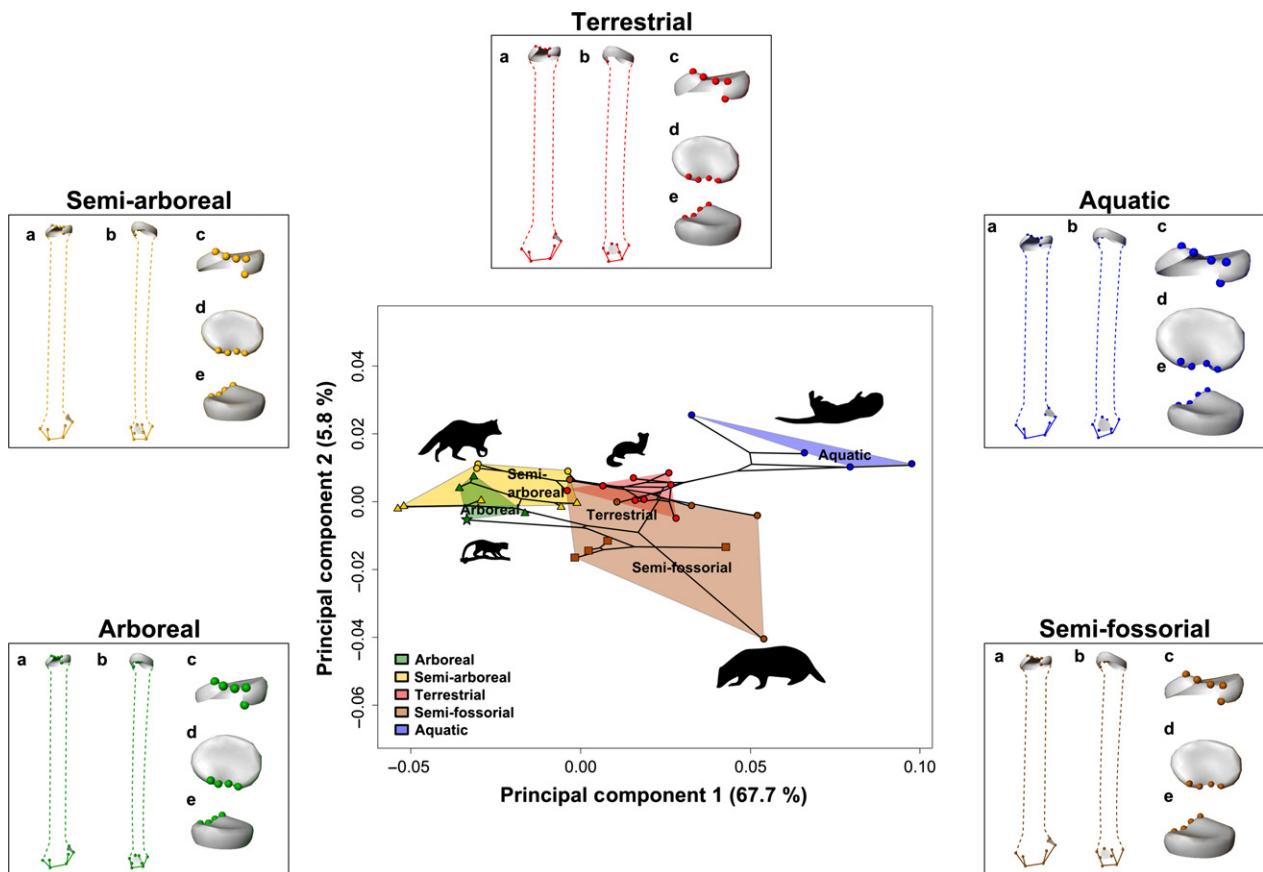 Terrestrial
a b c
d
e
Semi-arboreal
a b c
d
e
Aquatic
a b c
d
e
Principal component 2 (5.8 %)
0.04
0.02
0.00
−0.02
−0.04
−0.06
Semi-
arboreal
Arboreal
Terrestrial
Aquatic
Semi-fossorial
Arboreal
Semi-arboreal
Terrestrial
Semi-fossorial
Aquatic
−0.05 0.00 0.05 0.10
Principal component 1 (67.7 %)
Arboreal
a b c
d
e
Semi-fossorial
a b c
d
e